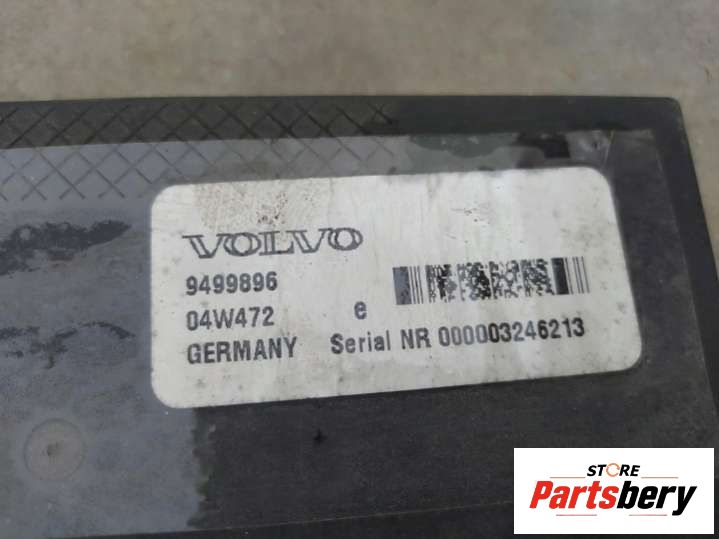 VOLVO
9499896
04W472 e
GERMANY Serial NR 000003246213
STORE
Partsbery